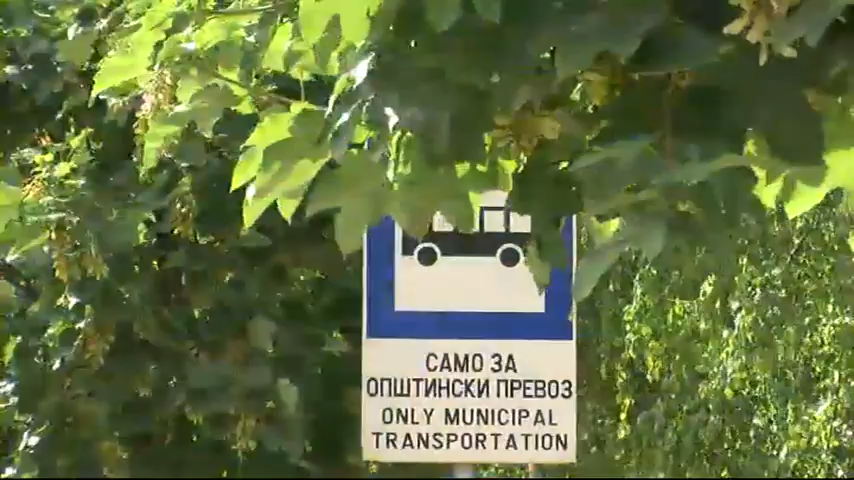 САМО ЗА
ОПШТИНСКИ ПРЕВОЗ
ONLY MUNICIPAL
TRANSPORTATION